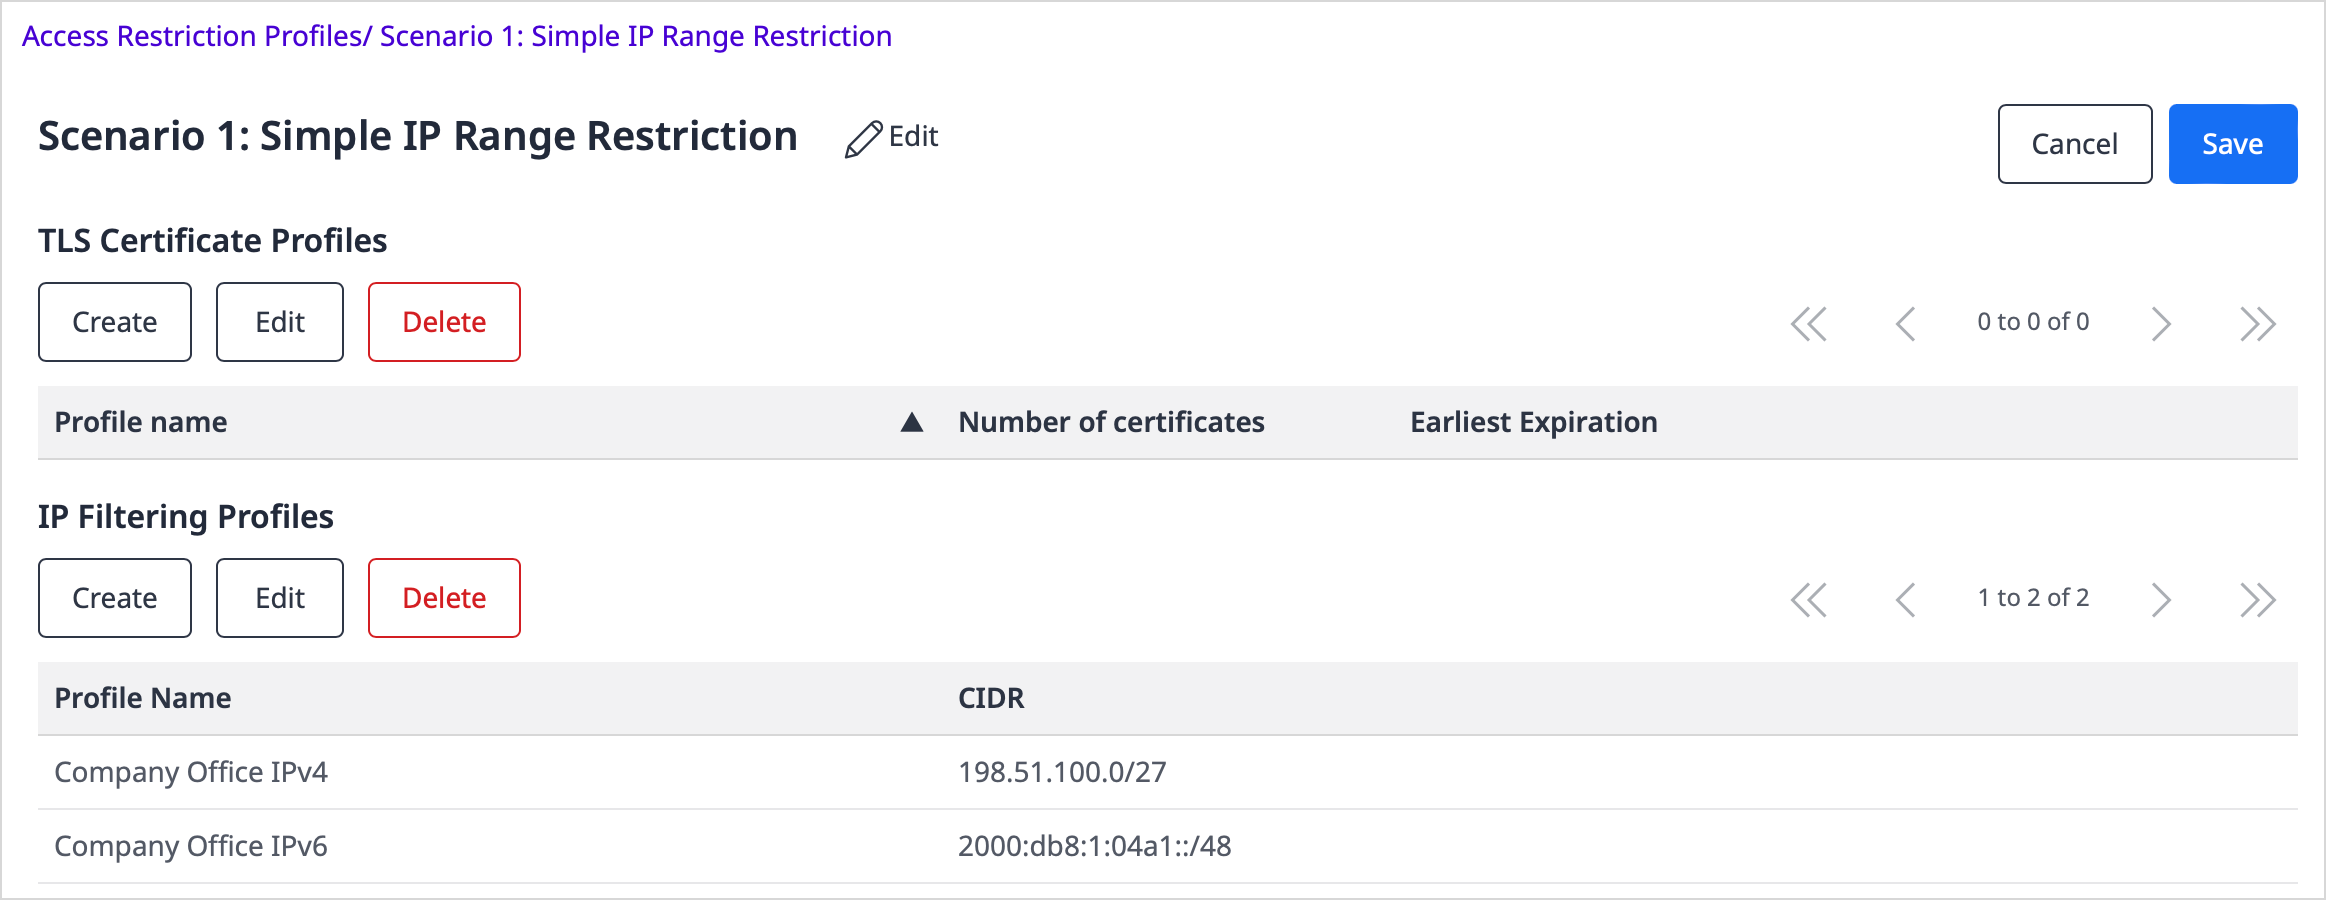 Access Restriction Profiles/ Scenario 1: Simple IP Range Restriction
Scenario 1: Simple IP Range Restriction Edit Cancel Save
TLS Certificate Profiles
Create Edit Delete 0 to 0 of 0
Profile name ▲ Number of certificates Earliest Expiration
IP Filtering Profiles
Create Edit Delete 1 to 2 of 2
Profile Name CIDR
Company Office IPv4 198.51.100.0/27
Company Office IPv6 2000:db8:1:04a1::/48